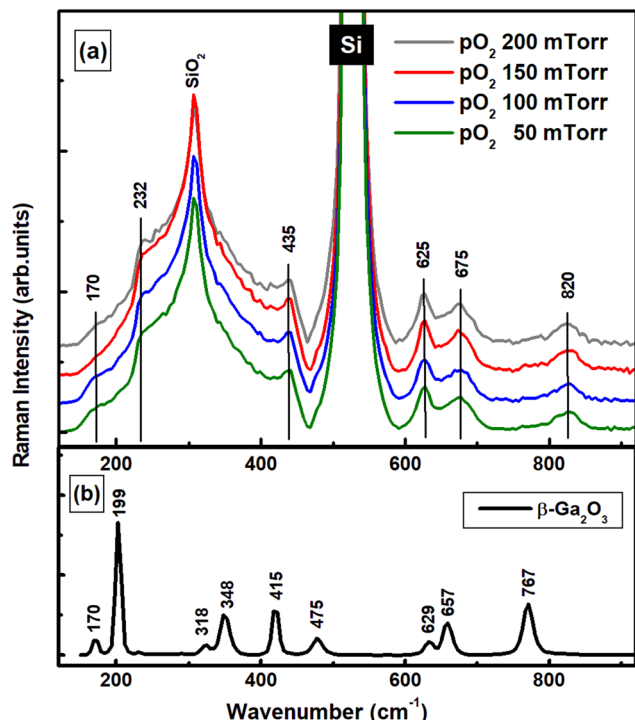 (a)
Si
pO₂ 200 mTorr
pO₂ 150 mTorr
pO₂ 100 mTorr
pO₂ 50 mTorr
SiO₂
170
232
435
625
675
820
Raman Intensity (arb.units)
200
400
600
800
(b)
β-Ga₂O₃
170
199
318
348
415
475
629
657
767
200
400
600
800
Wavenumber (cm⁻¹)